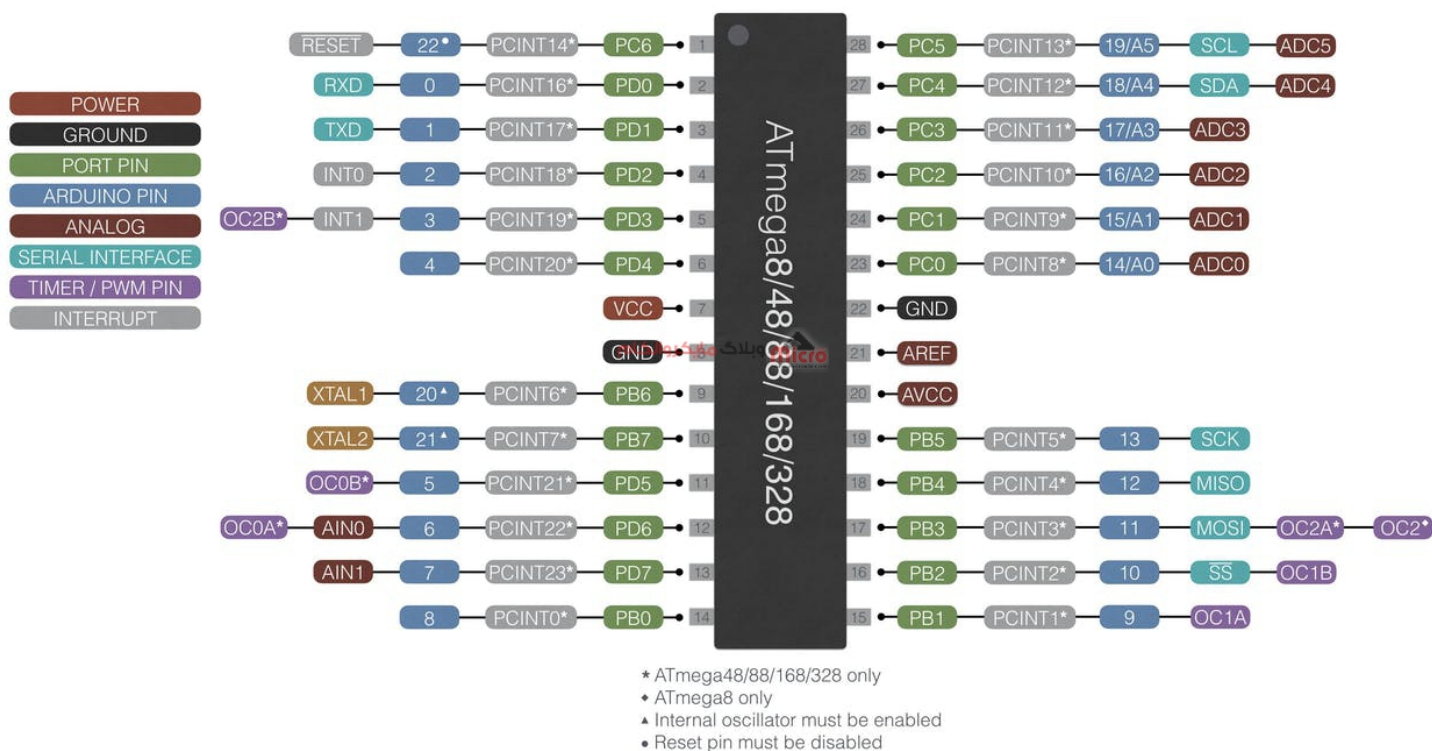 RESET 22● PCINT14* PC6 1
RXD 0 PCINT16* PD0 2
TXD 1 PCINT17* PD1 3
INT0 2 PCINT18* PD2 4
OC2B* INT1 3 PCINT19* PD3 5
4 PCINT20* PD4 6
VCC 7
GND 8
XTAL1 20▲ PCINT6* PB6 9
XTAL2 21▲ PCINT7* PB7 10
OC0B* 5 PCINT21* PD5 11
OC0A* AIN0 6 PCINT22* PD6 12
AIN1 7 PCINT23* PD7 13
8 PCINT0* PB0 14
POWER
GROUND
PORT PIN
ARDUINO PIN
ANALOG
SERIAL INTERFACE
TIMER / PWM PIN
INTERRUPT
ATmega8/48/88/168/328
وبلاگ
micro
28 PC5 PCINT13* 19/A5 SCL ADC5
27 PC4 PCINT12* 18/A4 SDA ADC4
26 PC3 PCINT11* 17/A3 ADC3
25 PC2 PCINT10* 16/A2 ADC2
24 PC1 PCINT9* 15/A1 ADC1
23 PC0 PCINT8* 14/A0 ADC0
22 GND
21 AREF
20 AVCC
19 PB5 PCINT5* 13 SCK
18 PB4 PCINT4* 12 MISO
17 PB3 PCINT3* 11 MOSI OC2A* OC2◆
16 PB2 PCINT2* 10 SS OC1B
15 PB1 PCINT1* 9 OC1A
* ATmega48/88/168/328 only
◆ ATmega8 only
▲ Internal oscillator must be enabled
● Reset pin must be disabled